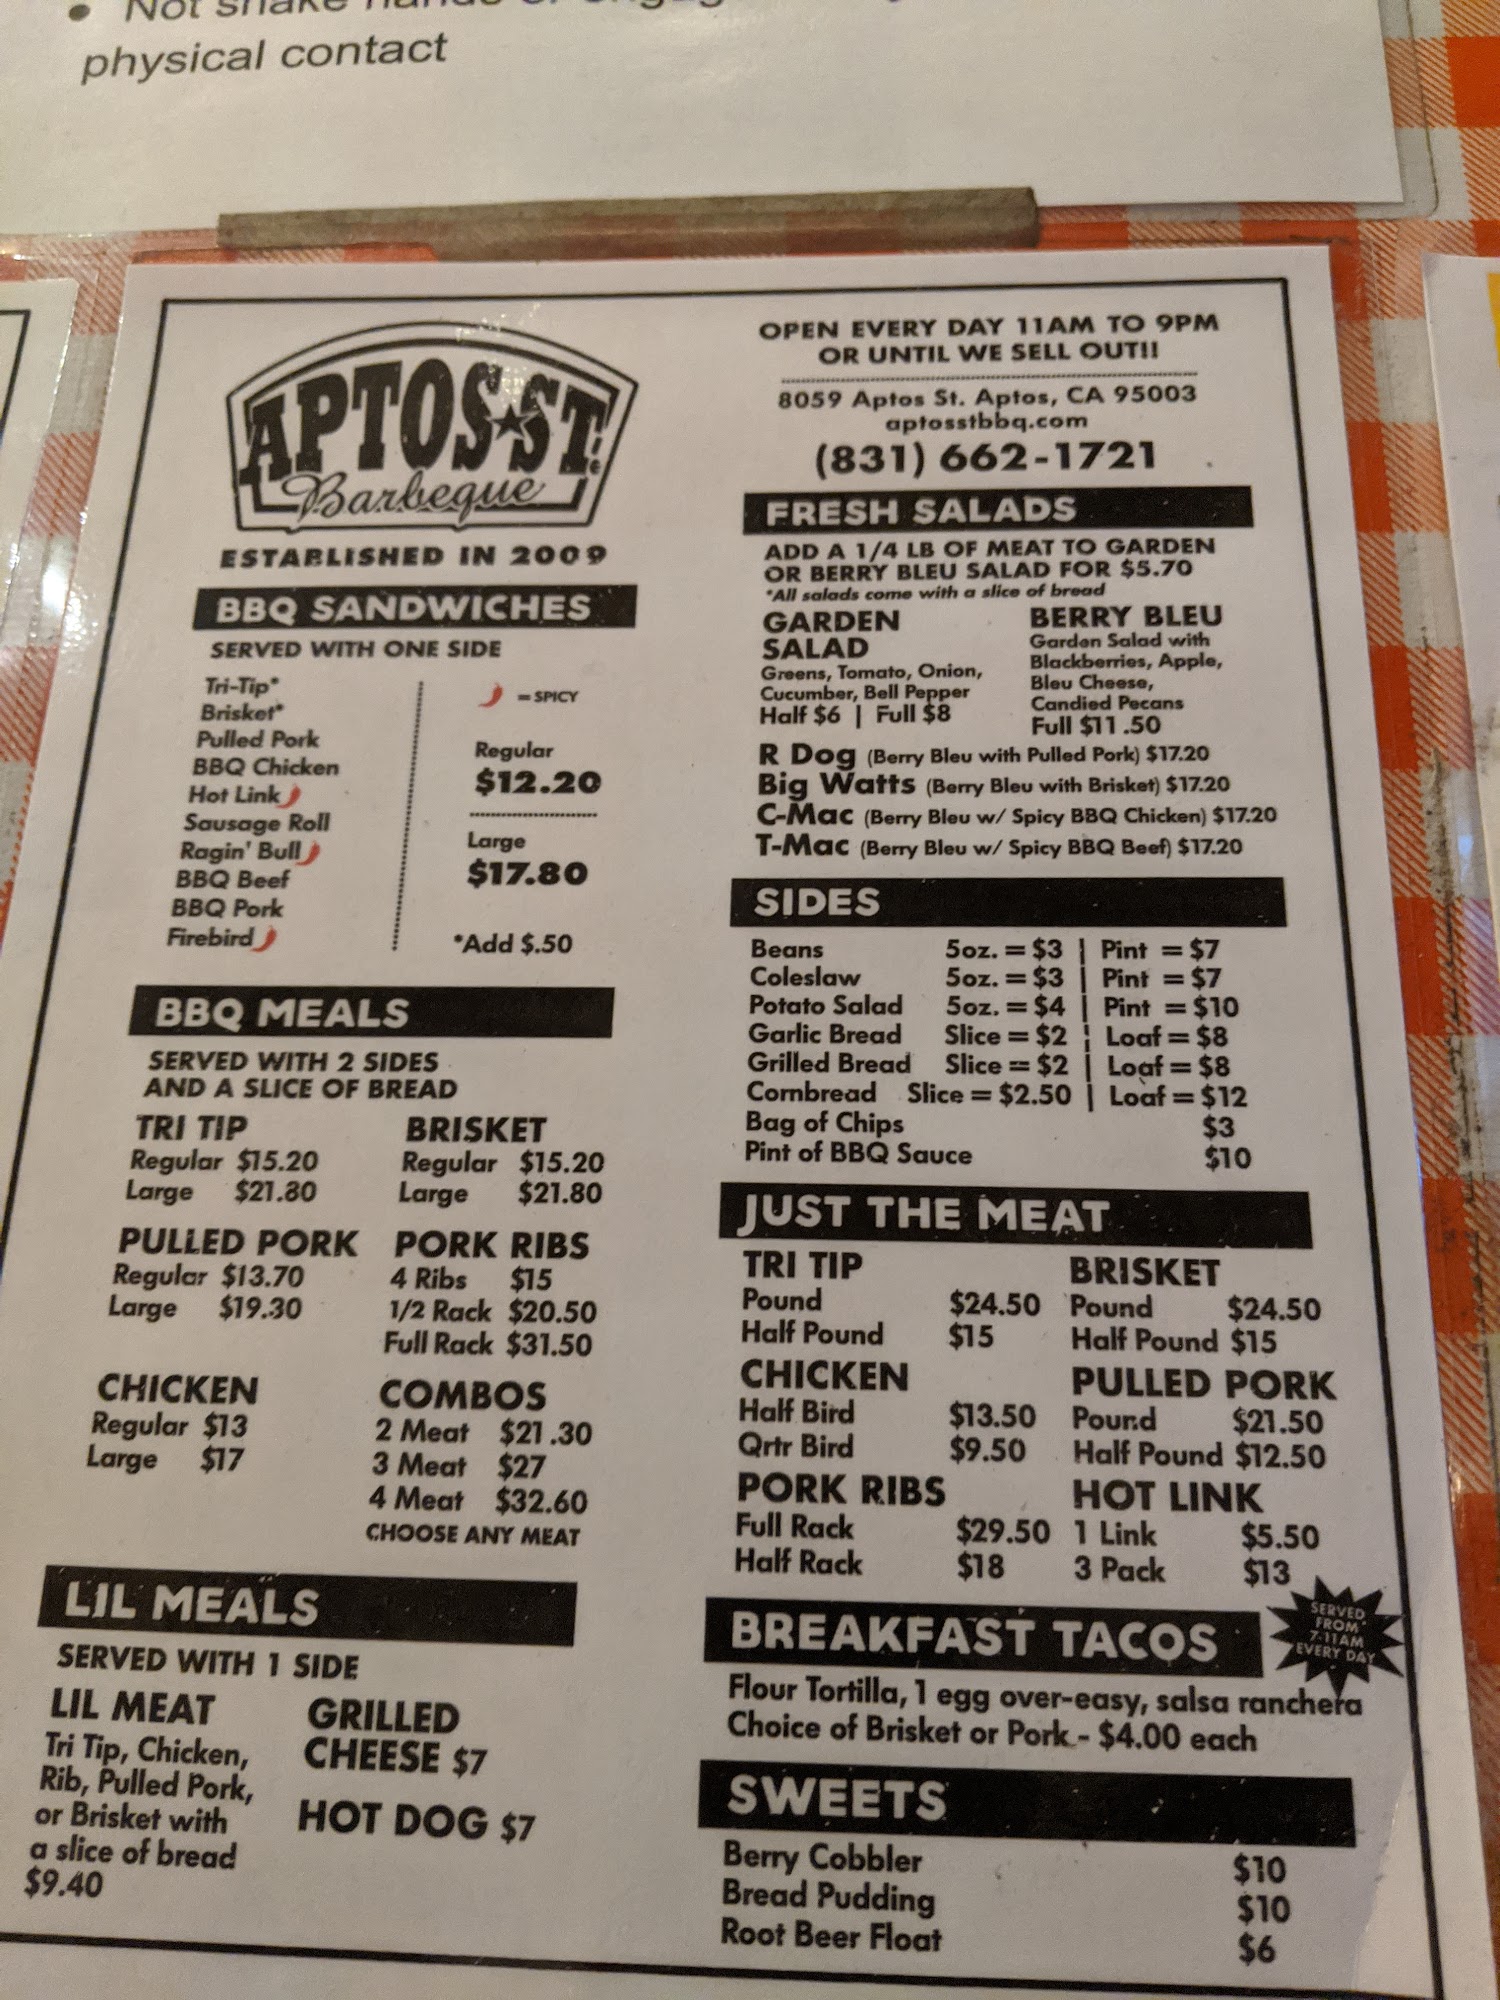 physical contact
APTOS ST.
Barbeque
ESTABLISHED IN 2009
BBQ SANDWICHES
SERVED WITH ONE SIDE
Tri-Tip*
Brisket*
Pulled Pork
BBQ Chicken
Hot Link
Sausage Roll
Ragin' Bull
BBQ Beef
BBQ Pork
Firebird
= SPICY
Regular
$12.20
Large
$17.80
*Add $.50
BBQ MEALS
SERVED WITH 2 SIDES
AND A SLICE OF BREAD
TRI TIP
Regular $15.20
Large $21.80
BRISKET
Regular $15.20
Large $21.80
PULLED PORK
Regular $13.70
Large $19.30
PORK RIBS
4 Ribs $15
1/2 Rack $20.50
Full Rack $31.50
CHICKEN
Regular $13
Large $17
COMBOS
2 Meat $21.30
3 Meat $27
4 Meat $32.60
CHOOSE ANY MEAT
LIL MEALS
SERVED WITH 1 SIDE
LIL MEAT
Tri Tip, Chicken,
Rib, Pulled Pork,
or Brisket with
a slice of bread
$9.40
GRILLED
CHEESE $7
HOT DOG $7
OPEN EVERY DAY 11AM TO 9PM
OR UNTIL WE SELL OUT!!
8059 Aptos St. Aptos, CA 95003
aptosstbbq.com
(831) 662-1721
FRESH SALADS
ADD A 1/4 LB OF MEAT TO GARDEN
OR BERRY BLEU SALAD FOR $5.70
*All salads come with a slice of bread
GARDEN
SALAD
Greens, Tomato, Onion,
Cucumber, Bell Pepper
Half $6 | Full $8
BERRY BLEU
Garden Salad with
Blackberries, Apple,
Bleu Cheese,
Candied Pecans
Full $11.50
R Dog (Berry Bleu with Pulled Pork) $17.20
Big Watts (Berry Bleu with Brisket) $17.20
C-Mac (Berry Bleu w/ Spicy BBQ Chicken) $17.20
T-Mac (Berry Bleu w/ Spicy BBQ Beef) $17.20
SIDES
Beans 5oz. = $3 | Pint = $7
Coleslaw 5oz. = $3 | Pint = $7
Potato Salad 5oz. = $4 | Pint = $10
Garlic Bread Slice = $2 | Loaf = $8
Grilled Bread Slice = $2 | Loaf = $8
Cornbread Slice = $2.50 | Loaf = $12
Bag of Chips $3
Pint of BBQ Sauce $10
JUST THE MEAT
TRI TIP
Pound $24.50
Half Pound $15
BRISKET
Pound $24.50
Half Pound $15
CHICKEN
Half Bird $13.50
Qrtr Bird $9.50
PULLED PORK
Pound $21.50
Half Pound $12.50
PORK RIBS
Full Rack $29.50
Half Rack $18
HOT LINK
1 Link $5.50
3 Pack $13
BREAKFAST TACOS
SERVED
FROM
7-11AM
EVERY DAY
Flour Tortilla, 1 egg over-easy, salsa ranchera
Choice of Brisket or Pork - $4.00 each
SWEETS
Berry Cobbler $10
Bread Pudding $10
Root Beer Float $6